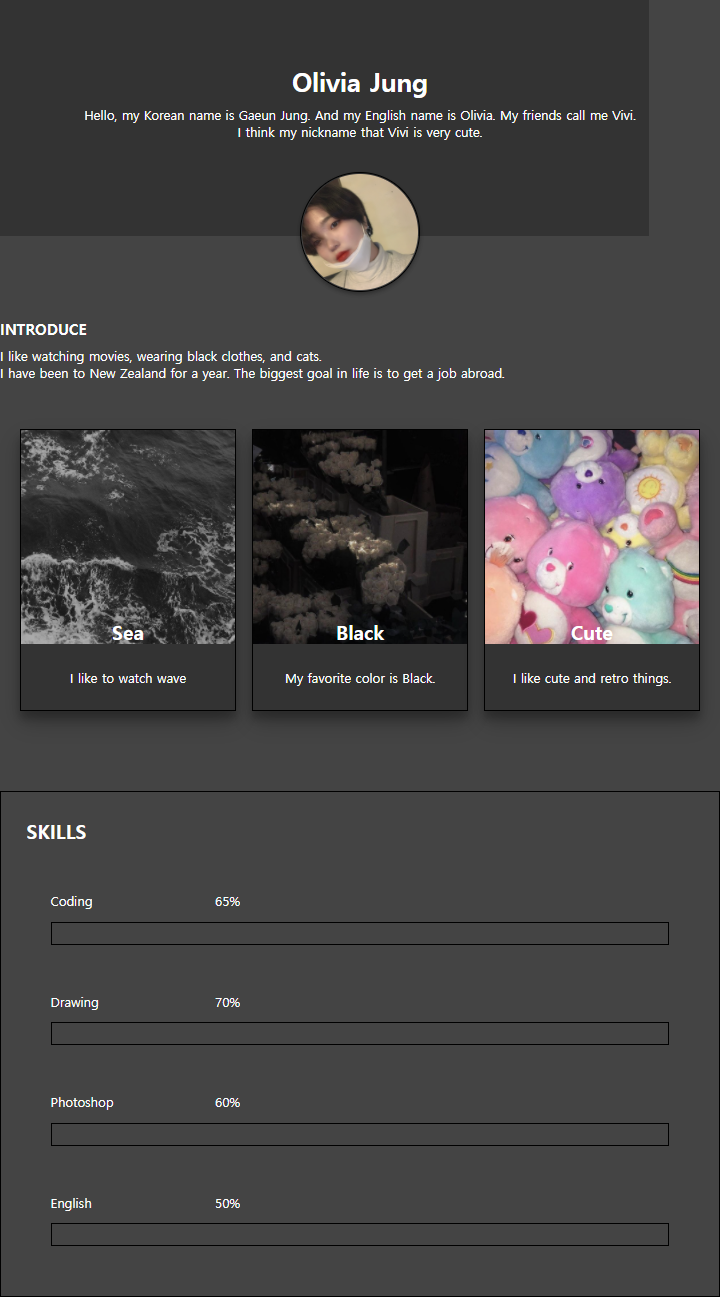 Olivia Jung
Hello, my Korean name is Gaeun Jung. And my English name is Olivia. My friends call me Vivi.
I think my nickname that Vivi is very cute.
INTRODUCE
I like watching movies, wearing black clothes, and cats.
I have been to New Zealand for a year. The biggest goal in life is to get a job abroad.
Sea
Black
Cute
I like to watch wave
My favorite color is Black.
I like cute and retro things.
SKILLS
Coding 65%
Drawing 70%
Photoshop 60%
English 50%